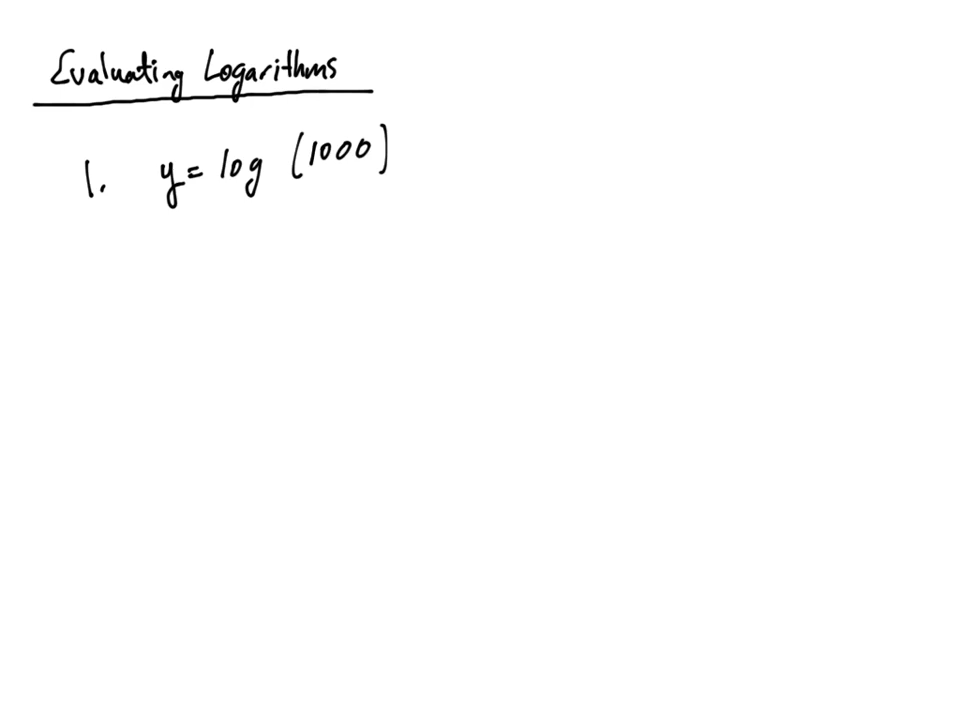 Evaluating Logarithms
1. y = log (1000)